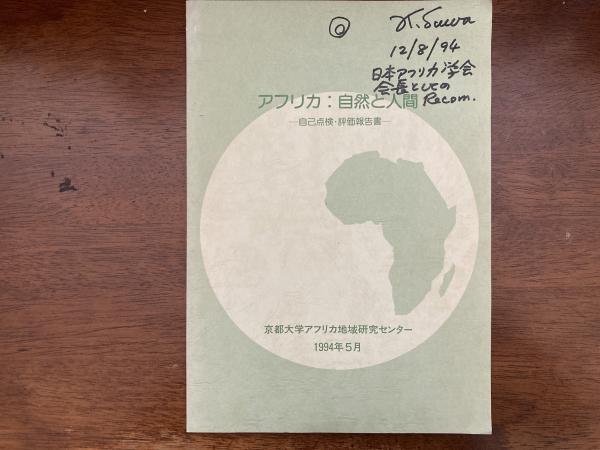 ◎
K. Suwa
12/8/94
日本アフリカ学会
会長としての
Recom.
アフリカ：自然と人間
―自己点検・評価報告書―
京都大学アフリカ地域研究センター
1994年5月